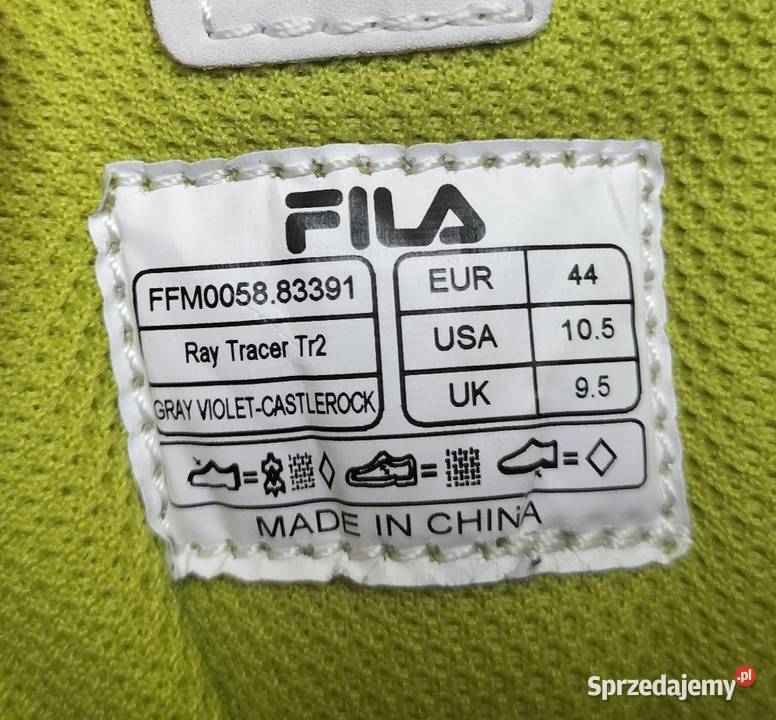 FILA
FFM0058.83391
Ray Tracer Tr2
GRAY VIOLET-CASTLEROCK
EUR 44
USA 10.5
UK 9.5
MADE IN CHINA
Sprzedajemy.pl